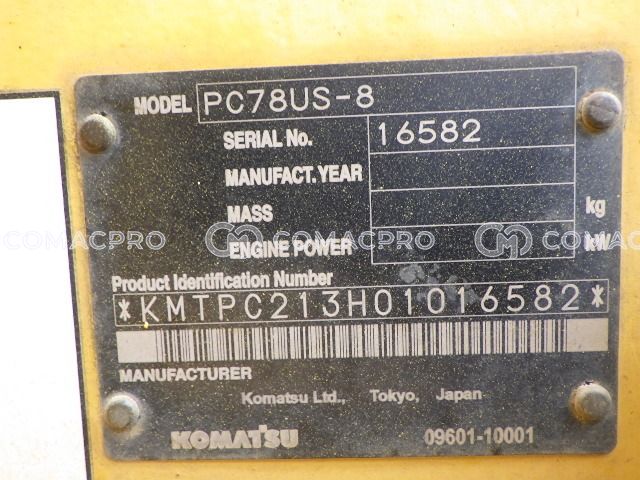 MODEL PC78US-8
SERIAL No. 16582
MANUFACT. YEAR
MASS kg
COMACPRO COMACPRO COMACPRO
ENGINE POWER kW
Product Identification Number
*KMTPC213H01016582*
MANUFACTURER
Komatsu Ltd., Tokyo, Japan
KOMATSU 09601-10001